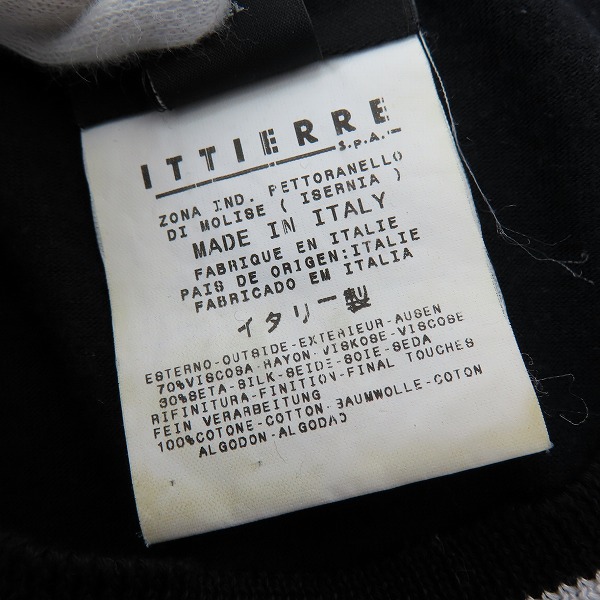 ITTIERRE
S.p.A.
ZONA IND. PETTORANELLO
DI MOLISE ( ISERNIA )
MADE IN ITALY
FABRIQUE EN ITALIE
PAIS DE ORIGEN:ITALIE
FABRICADO EM ITALIA
イタリー製
ESTERNO-OUTSIDE-EXTERIEUR-AUSEN
70%VISCOSA-RAYON-VISKOSE-VISCOSE
30%SETA-SILK-SEIDE-SOIE-SEDA
RIFINITURA-FINITION-FINAL TOUCHES
FEIN VERARBEITUNG
100%COTONE-COTTON-BAUMWOLLE-COTON
ALGODON-ALGODAO